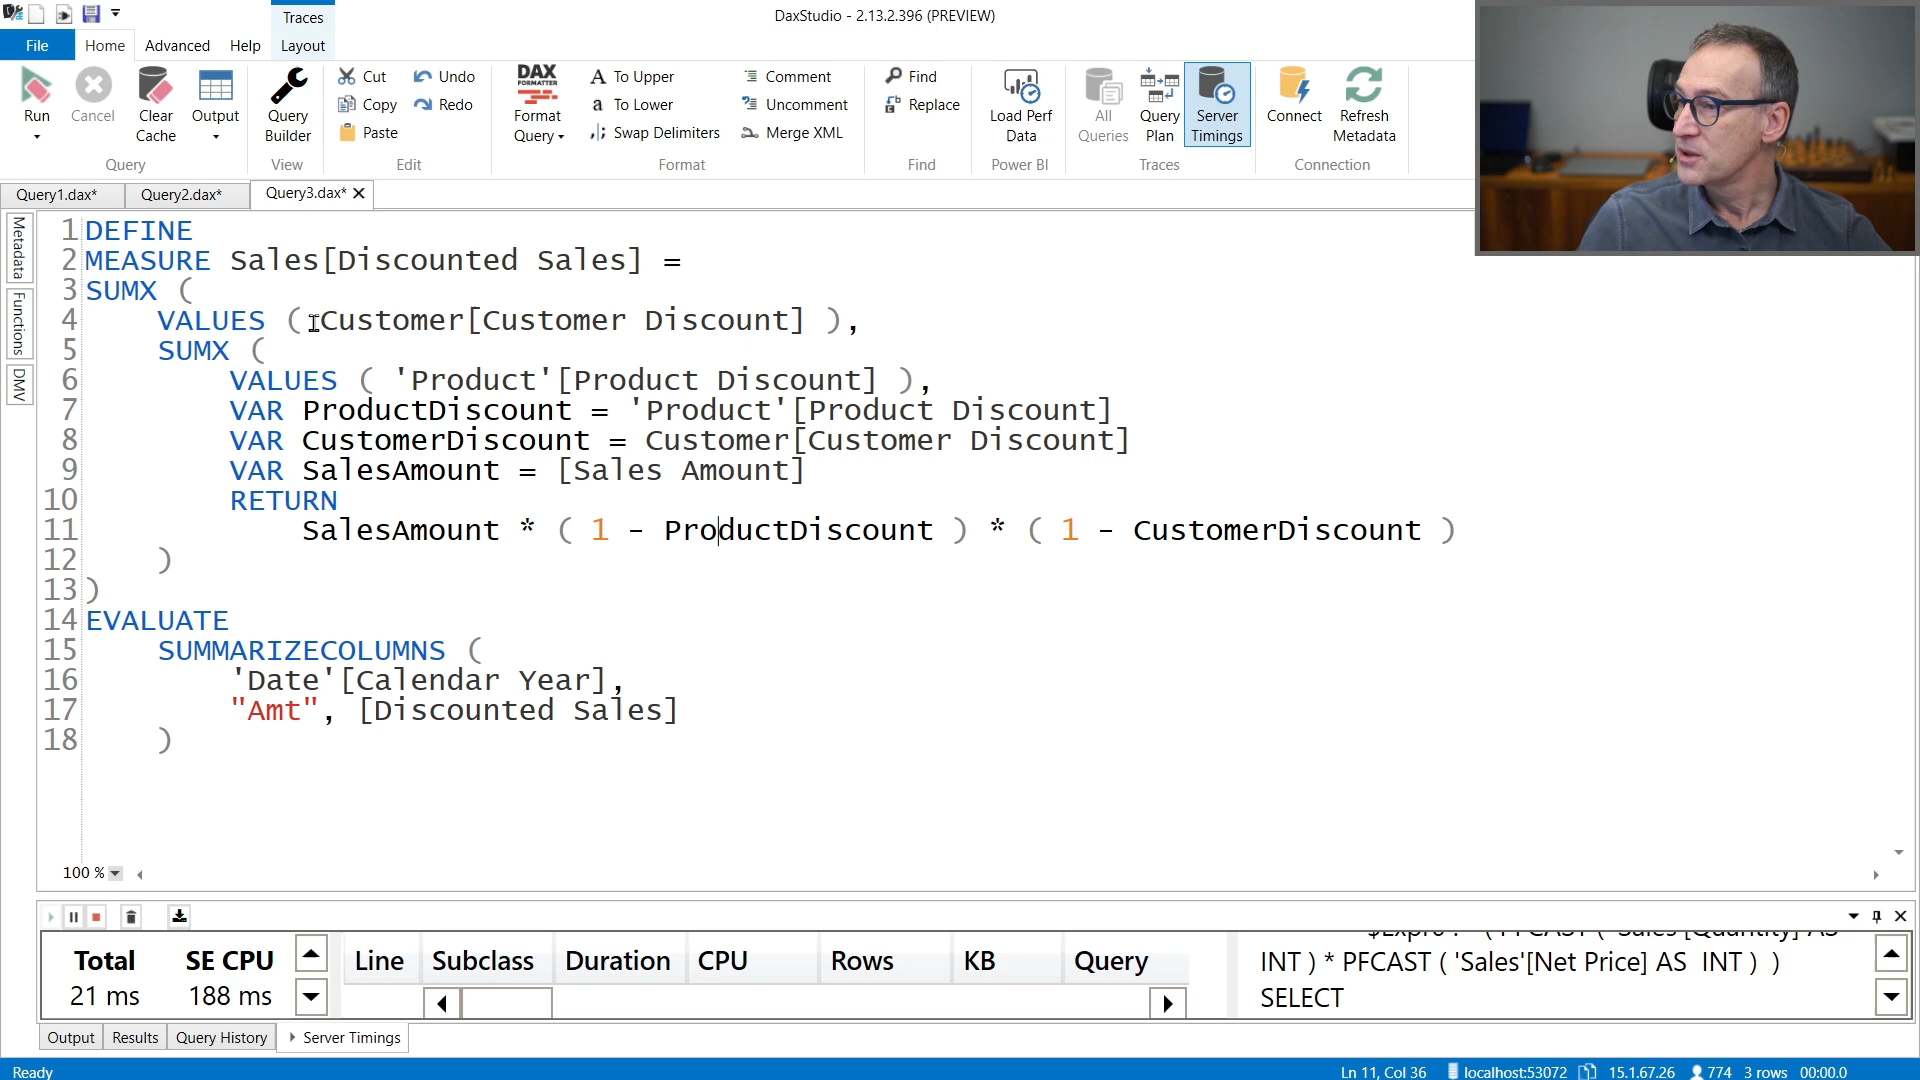 Traces
DaxStudio - 2.13.2.396 (PREVIEW)
File Home Advanced Help Layout
Run Cancel Clear Cache Output
Query
Query Builder
View
Cut Undo
Copy Redo
Paste
Edit
DAX FORMATTER
Format Query
To Upper Comment
To Lower Uncomment
Swap Delimiters Merge XML
Format
Find
Replace
Find
Load Perf Data
Power BI
All Queries Query Plan Server Timings
Traces
Connect Refresh Metadata
Connection
Query1.dax* Query2.dax* Query3.dax*
Metadata
Functions
DMV
1 DEFINE
2 MEASURE Sales[Discounted Sales] =
3 SUMX (
4 VALUES ( Customer[Customer Discount] ),
5 SUMX (
6 VALUES ( 'Product'[Product Discount] ),
7 VAR ProductDiscount = 'Product'[Product Discount]
8 VAR CustomerDiscount = Customer[Customer Discount]
9 VAR SalesAmount = [Sales Amount]
10 RETURN
11 SalesAmount * ( 1 - ProductDiscount ) * ( 1 - CustomerDiscount )
12 )
13 )
14 EVALUATE
15 SUMMARIZECOLUMNS (
16 'Date'[Calendar Year],
17 "Amt", [Discounted Sales]
18 )
100 %
Total SE CPU
21 ms 188 ms
Line Subclass Duration CPU Rows KB Query
INT ) * PFCAST ( 'Sales'[Net Price] AS INT ) )
SELECT
Output Results Query History Server Timings
Ready Ln 11, Col 36 localhost:53072 15.1.67.26 774 3 rows 00:00.0